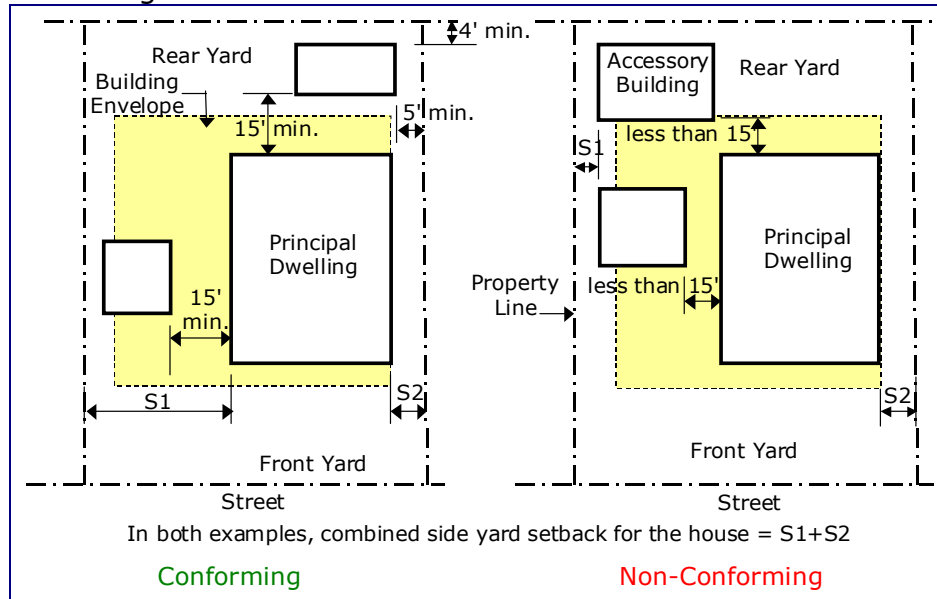 4' min.
Rear Yard
Building
Envelope
15' min.
5' min.
Principal
Dwelling
15'
min.
S1
S2
Front Yard
Street
Accessory
Building
Rear Yard
less than 15'
S1
Principal
Dwelling
Property
Line
less than 15'
S2
Front Yard
Street
In both examples, combined side yard setback for the house = S1+S2
Conforming
Non-Conforming